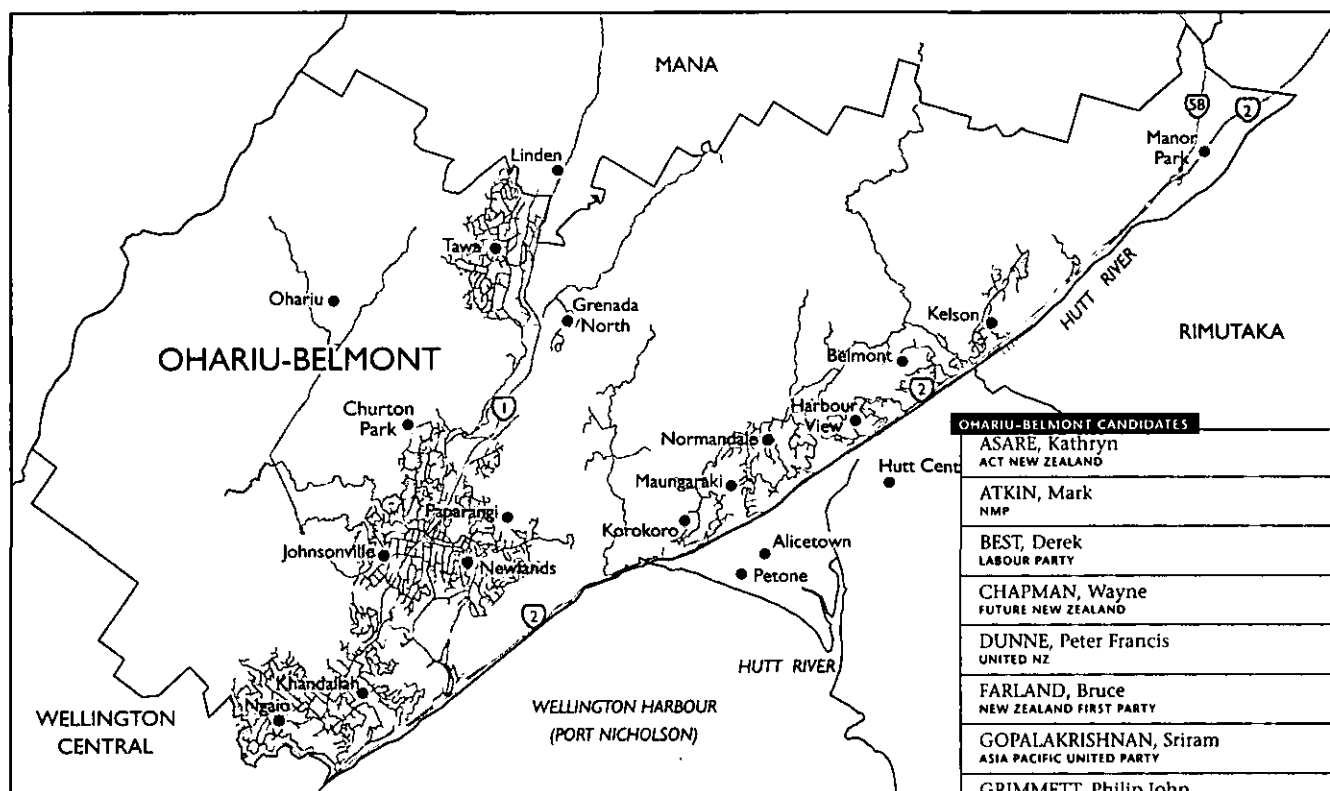 MANA
58
2
Manor
Park
Linden
Tawa
Ohariu
Grenada
North
Kelson
HUTT RIVER
RIMUTAKA
OHARIU-BELMONT
Belmont
2
1
Churton
Park
Harbour
View
Normandale
Hutt Cent
Maungaraki
Paparangi
Korokoro
Johnsonville
Newlands
Alicetown
Petone
2
HUTT RIVER
Khandallah
Ngaio
WELLINGTON
CENTRAL
WELLINGTON HARBOUR
(PORT NICHOLSON)
OHARIU-BELMONT CANDIDATES
ASARE, Kathryn
ACT NEW ZEALAND
ATKIN, Mark
NMP
BEST, Derek
LABOUR PARTY
CHAPMAN, Wayne
FUTURE NEW ZEALAND
DUNNE, Peter Francis
UNITED NZ
FARLAND, Bruce
NEW ZEALAND FIRST PARTY
GOPALAKRISHNAN, Sriram
ASIA PACIFIC UNITED PARTY
GRIMMETT, Philip John